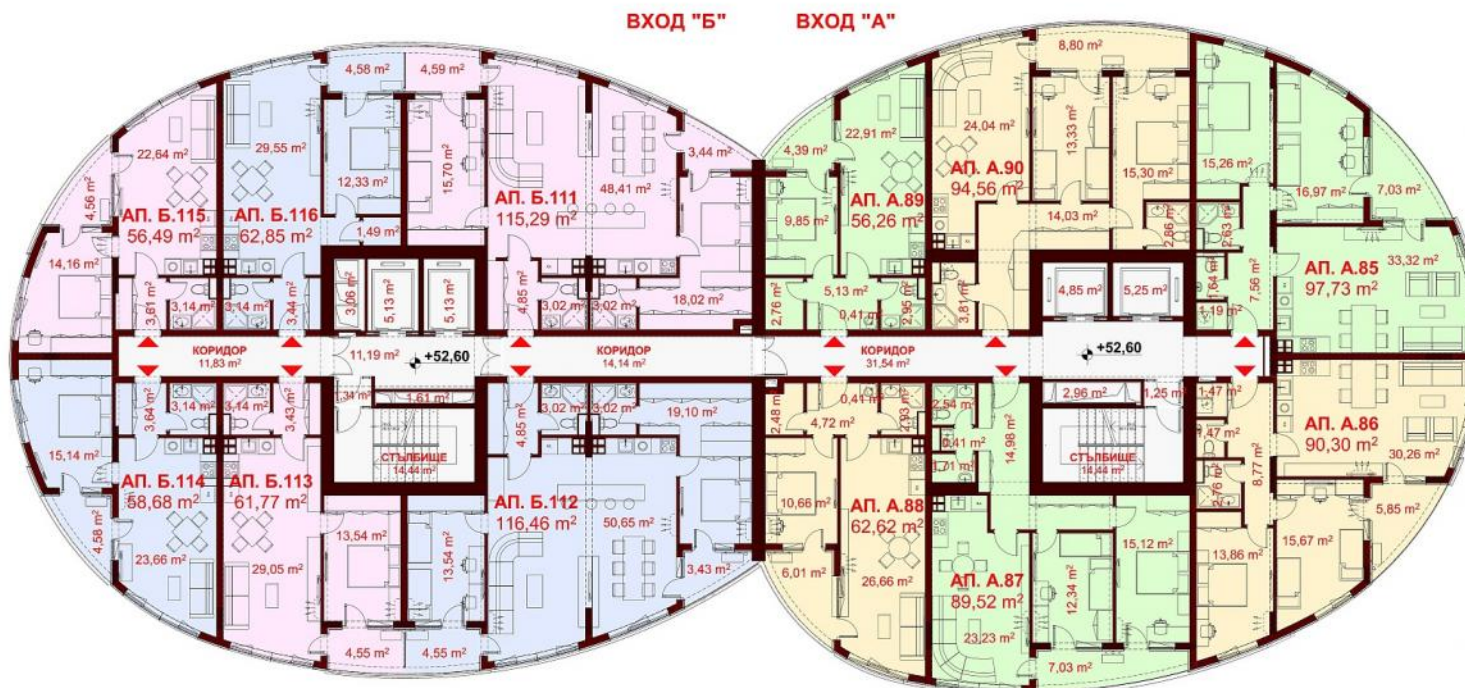 ВХОД "Б"
ВХОД "А"
4,58 m²
4,59 m²
8,80 m²
22,64 m²
29,55 m²
12,33 m²
15,70 m²
48,41 m²
3,44 m²
4,39 m²
22,91 m²
24,04 m²
13,33 m²
15,30 m²
15,26 m²
16,97 m²
7,03 m²
4,56 m²
АП. Б.115
56,49 m²
АП. Б.116
62,85 m²
1,49 m²
АП. Б.111
115,29 m²
9,85 m²
АП. А.89
56,26 m²
АП. А.90
94,56 m²
14,03 m²
2,86 m²
2,63 m²
14,16 m²
3,61 m²
3,14 m²
3,14 m²
3,44 m²
3,06 m²
5,13 m²
5,13 m²
4,85 m²
3,02 m²
3,02 m²
18,02 m²
2,76 m²
5,13 m²
0,41 m²
2,95 m²
3,81 m²
4,85 m²
5,25 m²
1,64 m²
1,19 m²
7,56 m²
АП. А.85
97,73 m²
33,32 m²
КОРИДОР
11,83 m²
11,19 m²
+52,60
КОРИДОР
14,14 m²
КОРИДОР
31,54 m²
+52,60
3,64 m²
3,14 m²
3,14 m²
3,43 m²
1,34 m²
1,61 m²
4,85 m²
3,02 m²
3,02 m²
19,10 m²
2,48 m²
0,41 m²
4,72 m²
2,93 m²
2,54 m²
0,41 m²
1,01 m²
14,98 m²
2,96 m²
1,25 m²
1,47 m²
1,47 m²
2,76 m²
8,77 m²
АП. А.86
90,30 m²
30,26 m²
15,14 m²
СТЪЛБИЩЕ
14,44 m²
СТЪЛБИЩЕ
14,44 m²
АП. Б.114
58,68 m²
АП. Б.113
61,77 m²
АП. Б.112
116,46 m²
10,66 m²
АП. А.88
62,62 m²
АП. А.87
89,52 m²
4,58 m²
23,66 m²
29,05 m²
13,54 m²
13,54 m²
50,65 m²
3,43 m²
6,01 m²
26,66 m²
23,23 m²
12,34 m²
15,12 m²
13,86 m²
15,67 m²
5,85 m²
4,55 m²
4,55 m²
7,03 m²